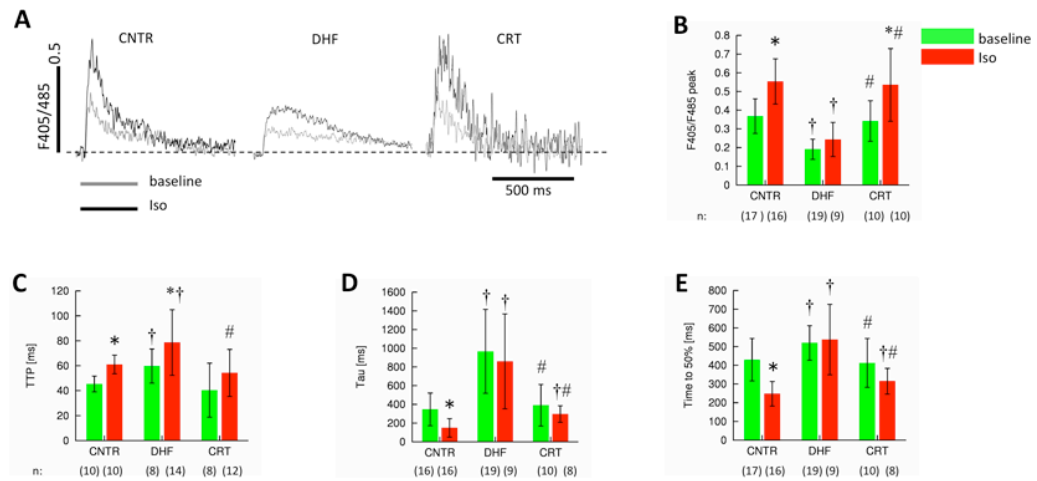 A
CNTR DHF CRT
0.5
F405/485
baseline
Iso
500 ms
B
baseline
Iso
F405/F485 peak
0.8
0.7
0.6
0.5
0.4
0.3
0.2
0.1
0
*
†
†
#
*#
CNTR DHF CRT
n: (17 ) (16) (19) (9) (10) (10)
C
TTP [ms]
120
100
80
60
40
20
0
*
†
*†
#
CNTR DHF CRT
n: (10) (10) (8) (14) (8) (12)
D
Tau [ms]
1600
1400
1200
1000
800
600
400
200
0
*
†
†
#
†#
CNTR DHF CRT
(16) (16) (19) (9) (10) (8)
E
Time to 50% [ms]
800
700
600
500
400
300
200
100
0
*
†
†
#
†#
CNTR DHF CRT
(17) (16) (19) (9) (10) (8)